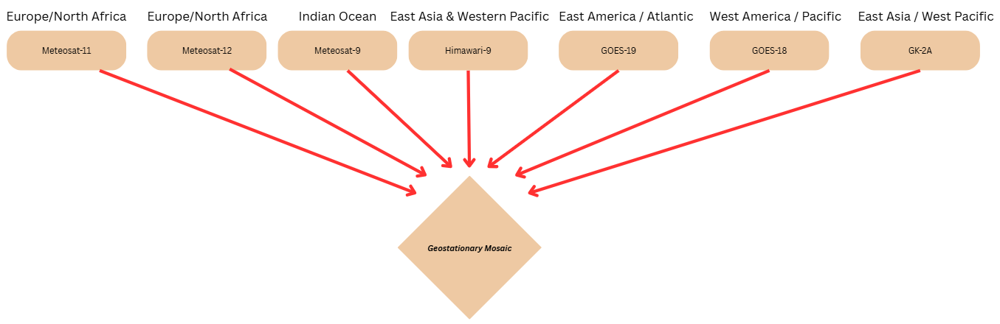 Europe/North Africa
Europe/North Africa
Indian Ocean
East Asia & Western Pacific
East America / Atlantic
West America / Pacific
East Asia / West Pacific
Meteosat-11
Meteosat-12
Meteosat-9
Himawari-9
GOES-19
GOES-18
GK-2A
Geostationary Mosaic